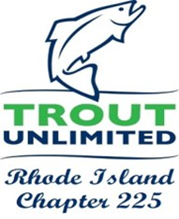 TROUT
UNLIMITED
Rhode Island
Chapter 225